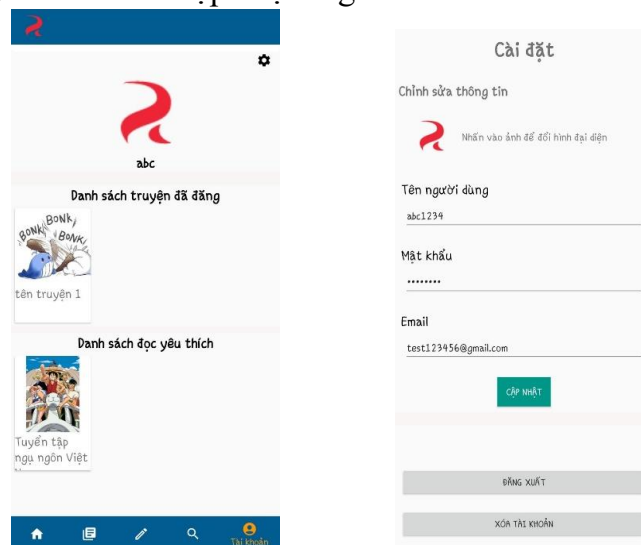 abc
Danh sách truyện đã đăng
BONK
BONK
BONK
tên truyện 1
Danh sách đọc yêu thích
Tuyển tập
ngụ ngôn Việt
Tài khoản
Cài đặt
Chỉnh sửa thông tin
Nhấn vào ảnh để đổi hình đại diện
Tên người dùng
abc1234
Mật khẩu
........
Email
test123456@gmail.com
CẬP NHẬT
ĐĂNG XUẤT
XÓA TÀI KHOẢN